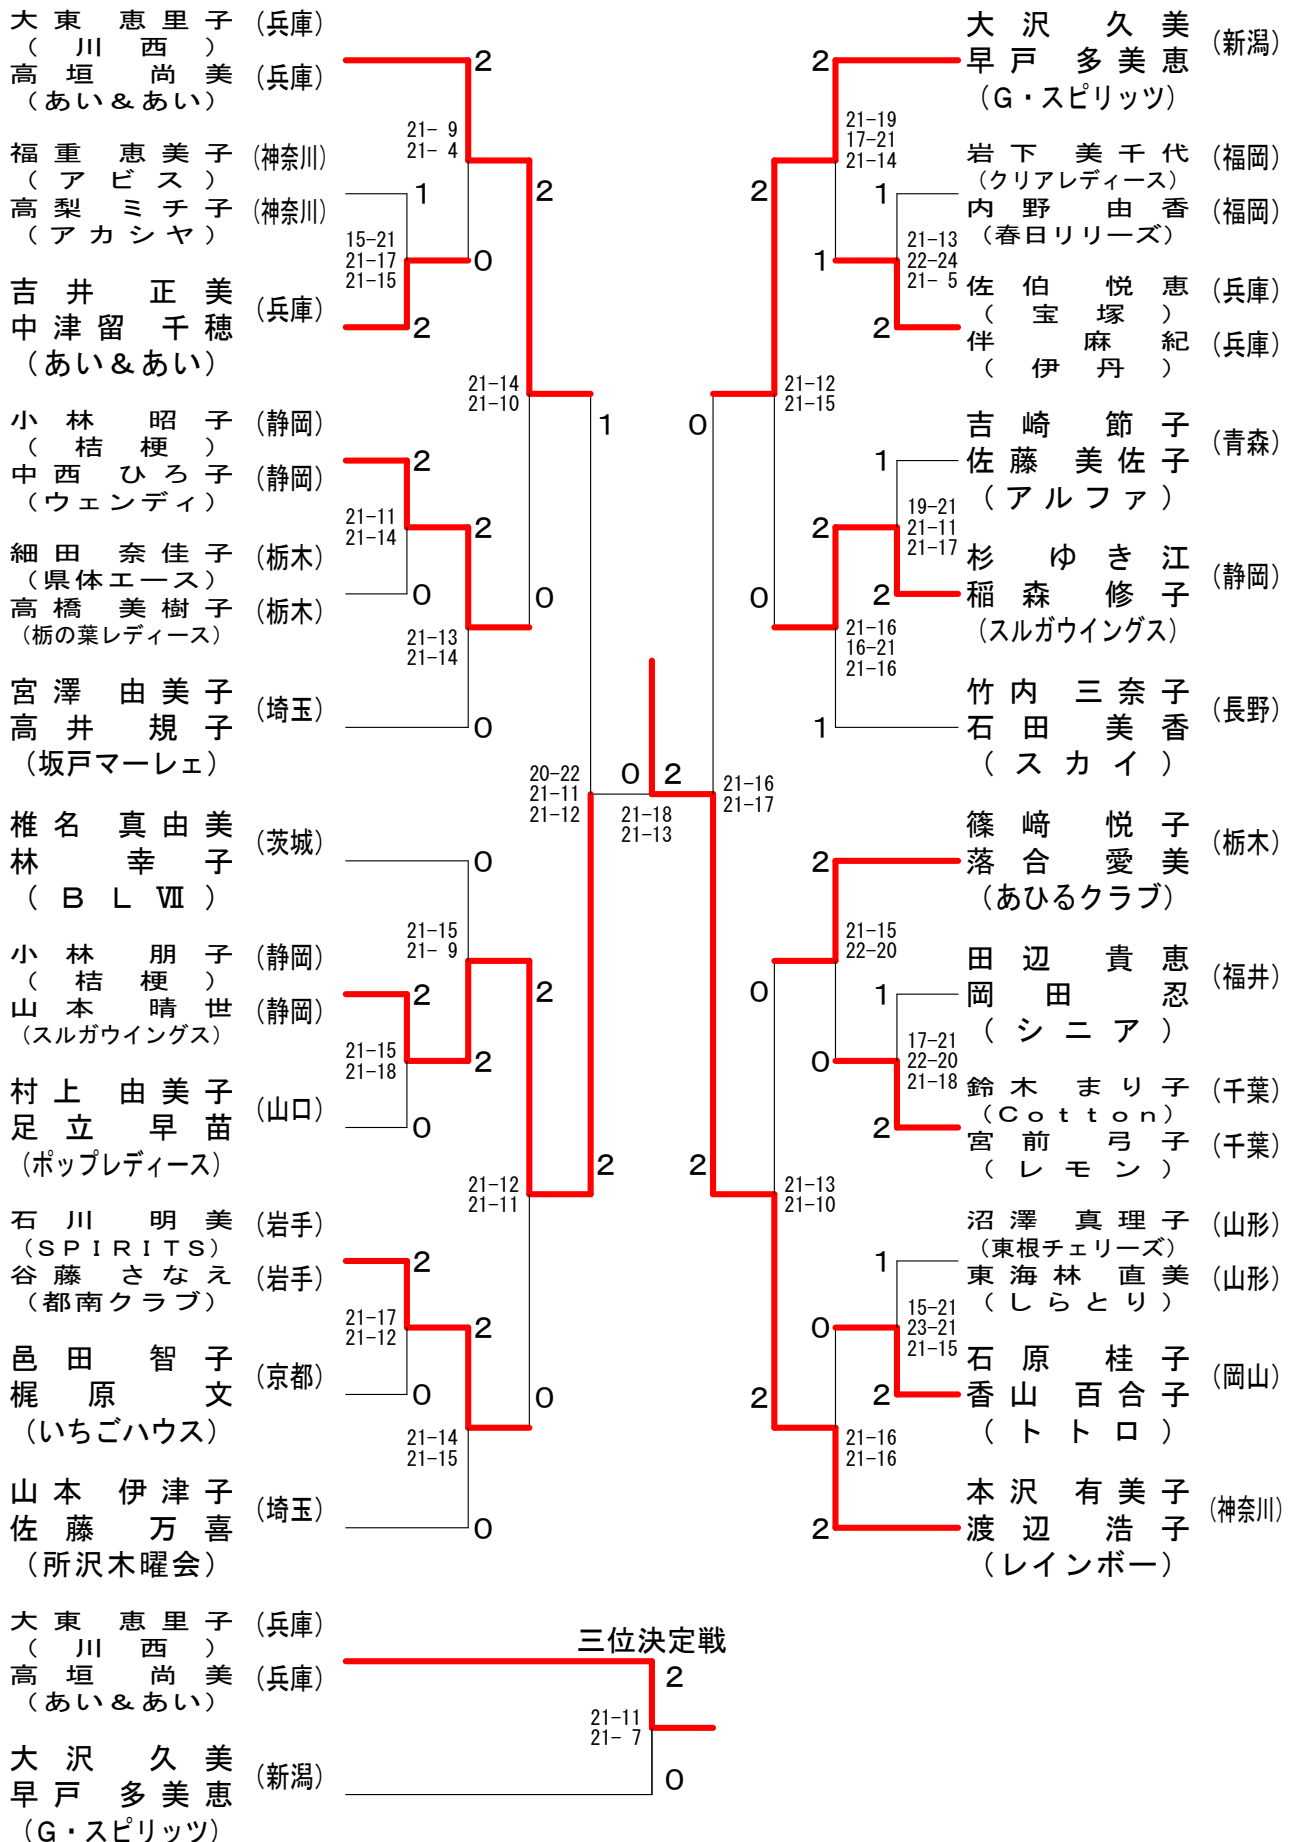 大東 恵里子 (兵庫)
( 川西 )
高垣 尚美 (兵庫)
(あい＆あい)
福重 恵美子 (神奈川)
( アビス )
高梨 ミチ子 (神奈川)
(アカシヤ)
吉井 正美
中津留 千穂
(兵庫)
(あい＆あい)
小林 昭子 (静岡)
( 桔梗 )
中西 ひろ子 (静岡)
(ウェンディ)
細田 奈佳子 (栃木)
(県体エース)
高橋 美樹子 (栃木)
(栃の葉レディース)
宮澤 由美子
高井 規子
(埼玉)
(坂戸マーレェ)
椎名 真由美
林 幸子
(茨城)
(BLⅦ)
小林 朋子 (静岡)
( 桔梗 )
山本 晴世 (静岡)
(スルガウイングス)
村上 由美子
足立 早苗
(山口)
(ポップレディース)
石川 明美 (岩手)
(SPIRITS)
谷藤 さなえ (岩手)
(都南クラブ)
邑田 智子
梶原 文
(京都)
(いちごハウス)
山本 伊津子
佐藤 万喜
(埼玉)
(所沢木曜会)
2
21- 9
21- 4
1
15-21
21-17
21-15
0
2
2
21-14
21-10
2
21-11
21-14
0
2
21-13
21-14
0
0
1
20-22
21-11
21-12
0
21-15
21- 9
2
21-15
21-18
0
2
2
2
21-12
21-11
2
21-17
21-12
0
2
21-14
21-15
0
0
0
2
21-18
21-13
大沢 久美
早戸 多美恵
(新潟)
(G・スピリッツ)
岩下 美千代 (福岡)
(クリアレディース)
内野 由香 (福岡)
(春日リリーズ)
佐伯 悦恵 (兵庫)
( 宝塚 )
伴 麻紀 (兵庫)
( 伊丹 )
吉崎 節子
佐藤 美佐子
(青森)
(アルファ)
杉 ゆき江
稲森 修子
(静岡)
(スルガウイングス)
竹内 三奈子
石田 美香
(長野)
(スカイ)
篠﨑 悦子
落合 愛美
(栃木)
(あひるクラブ)
田辺 貴恵
岡田 忍
(福井)
(シニア)
鈴木 まり子 (千葉)
(Cotton)
宮前 弓子 (千葉)
(レモン)
沼澤 真理子 (山形)
(東根チェリーズ)
東海林 直美 (山形)
(しらとり)
石原 桂子
香山 百合子
(岡山)
(トトロ)
本沢 有美子
渡辺 浩子
(神奈川)
(レインボー)
2
21-19
17-21
21-14
1
21-13
22-24
21- 5
1
2
2
21-12
21-15
1
19-21
21-11
21-17
2
2
21-16
16-21
21-16
1
0
0
21-16
21-17
2
21-15
22-20
1
17-21
22-20
21-18
0
2
0
2
21-13
21-10
1
15-21
23-21
21-15
0
2
2
21-16
21-16
2
三位決定戦
大東 恵里子 (兵庫)
( 川西 )
高垣 尚美 (兵庫)
(あい＆あい)
2
21-11
21- 7
大沢 久美
早戸 多美恵
(新潟)
(G・スピリッツ)
0